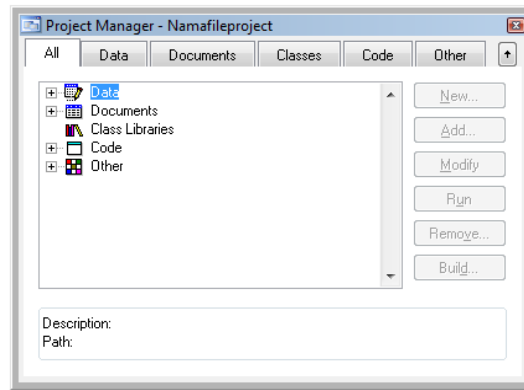 Project Manager - Namafileproject
All Data Documents Classes Code Other
Data
Documents
Class Libraries
Code
Other
New...
Add...
Modify
Run
Remove...
Build...
Description:
Path: